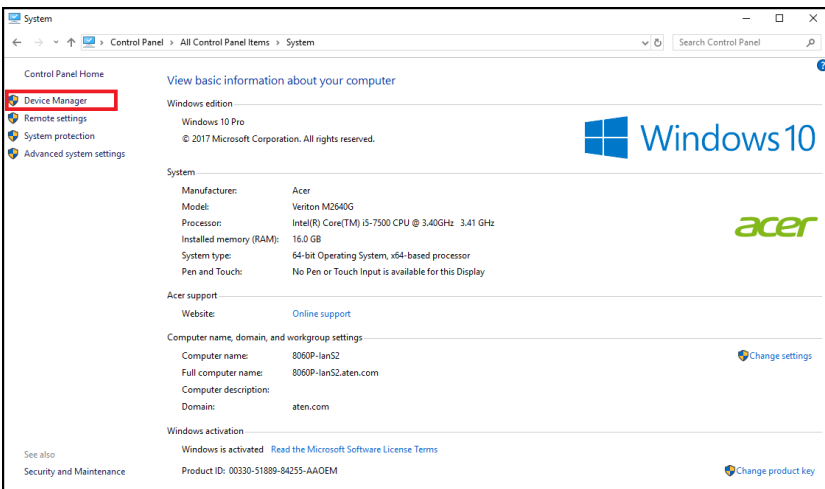 System
Control Panel > All Control Panel Items > System
Search Control Panel
Control Panel Home
Device Manager
Remote settings
System protection
Advanced system settings
View basic information about your computer
Windows edition
Windows 10 Pro
© 2017 Microsoft Corporation. All rights reserved.
Windows 10
System
Manufacturer: Acer
Model: Veriton M2640G
Processor: Intel(R) Core(TM) i5-7500 CPU @ 3.40GHz 3.41 GHz
Installed memory (RAM): 16.0 GB
System type: 64-bit Operating System, x64-based processor
Pen and Touch: No Pen or Touch Input is available for this Display
acer
Acer support
Website: Online support
Computer name, domain, and workgroup settings
Computer name: 8060P-IanS2
Change settings
Full computer name: 8060P-IanS2.aten.com
Computer description:
Domain: aten.com
Windows activation
Windows is activated Read the Microsoft Software License Terms
Product ID: 00330-51889-84255-AAOEM
Change product key
See also
Security and Maintenance